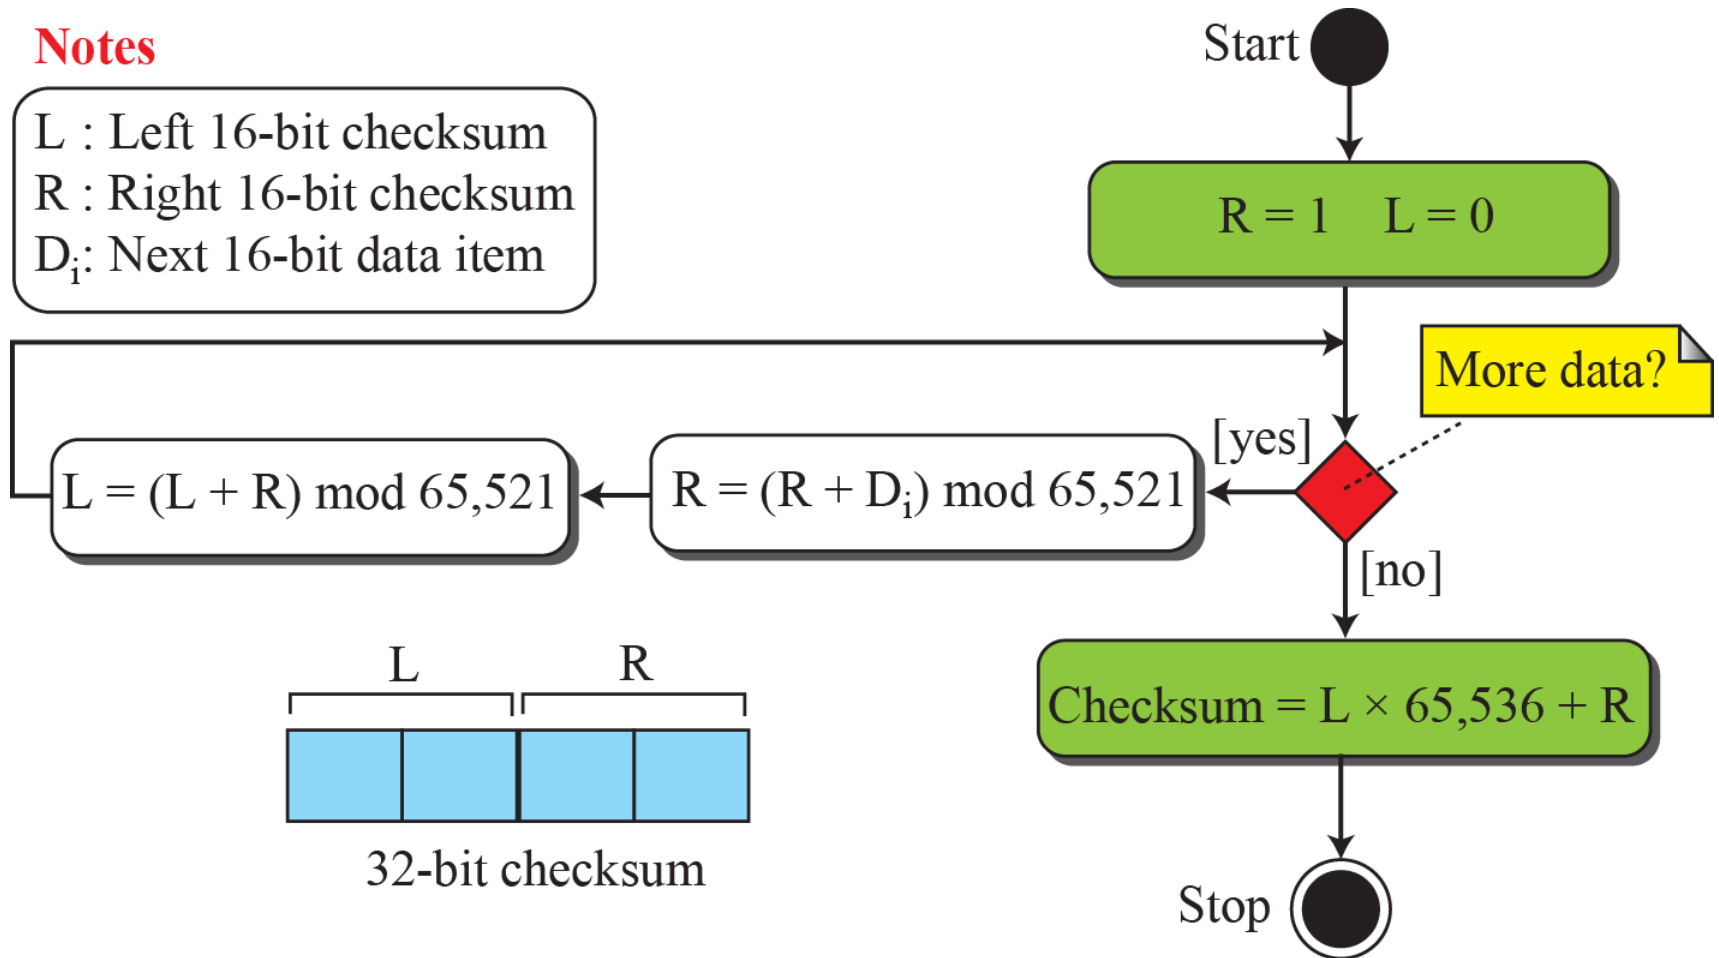 Notes
L : Left 16-bit checksum
R : Right 16-bit checksum
Di: Next 16-bit data item
Start
R = 1 L = 0
More data?
[yes]
R = (R + Di) mod 65,521
L = (L + R) mod 65,521
[no]
Checksum = L × 65,536 + R
L R
32-bit checksum
Stop